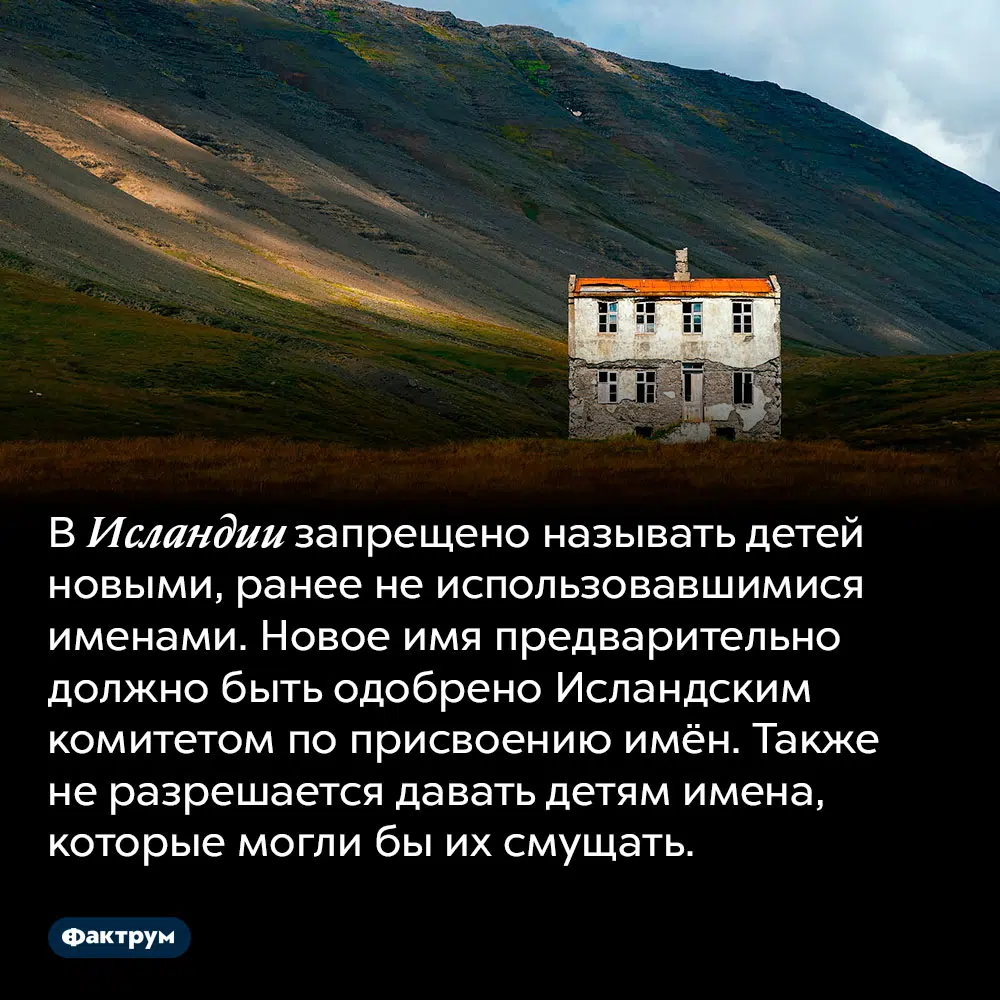 В Исландии запрещено называть детей
новыми, ранее не использовавшимися
именами. Новое имя предварительно
должно быть одобрено Исландским
комитетом по присвоению имён. Также
не разрешается давать детям имена,
которые могли бы их смущать.
Фактрум